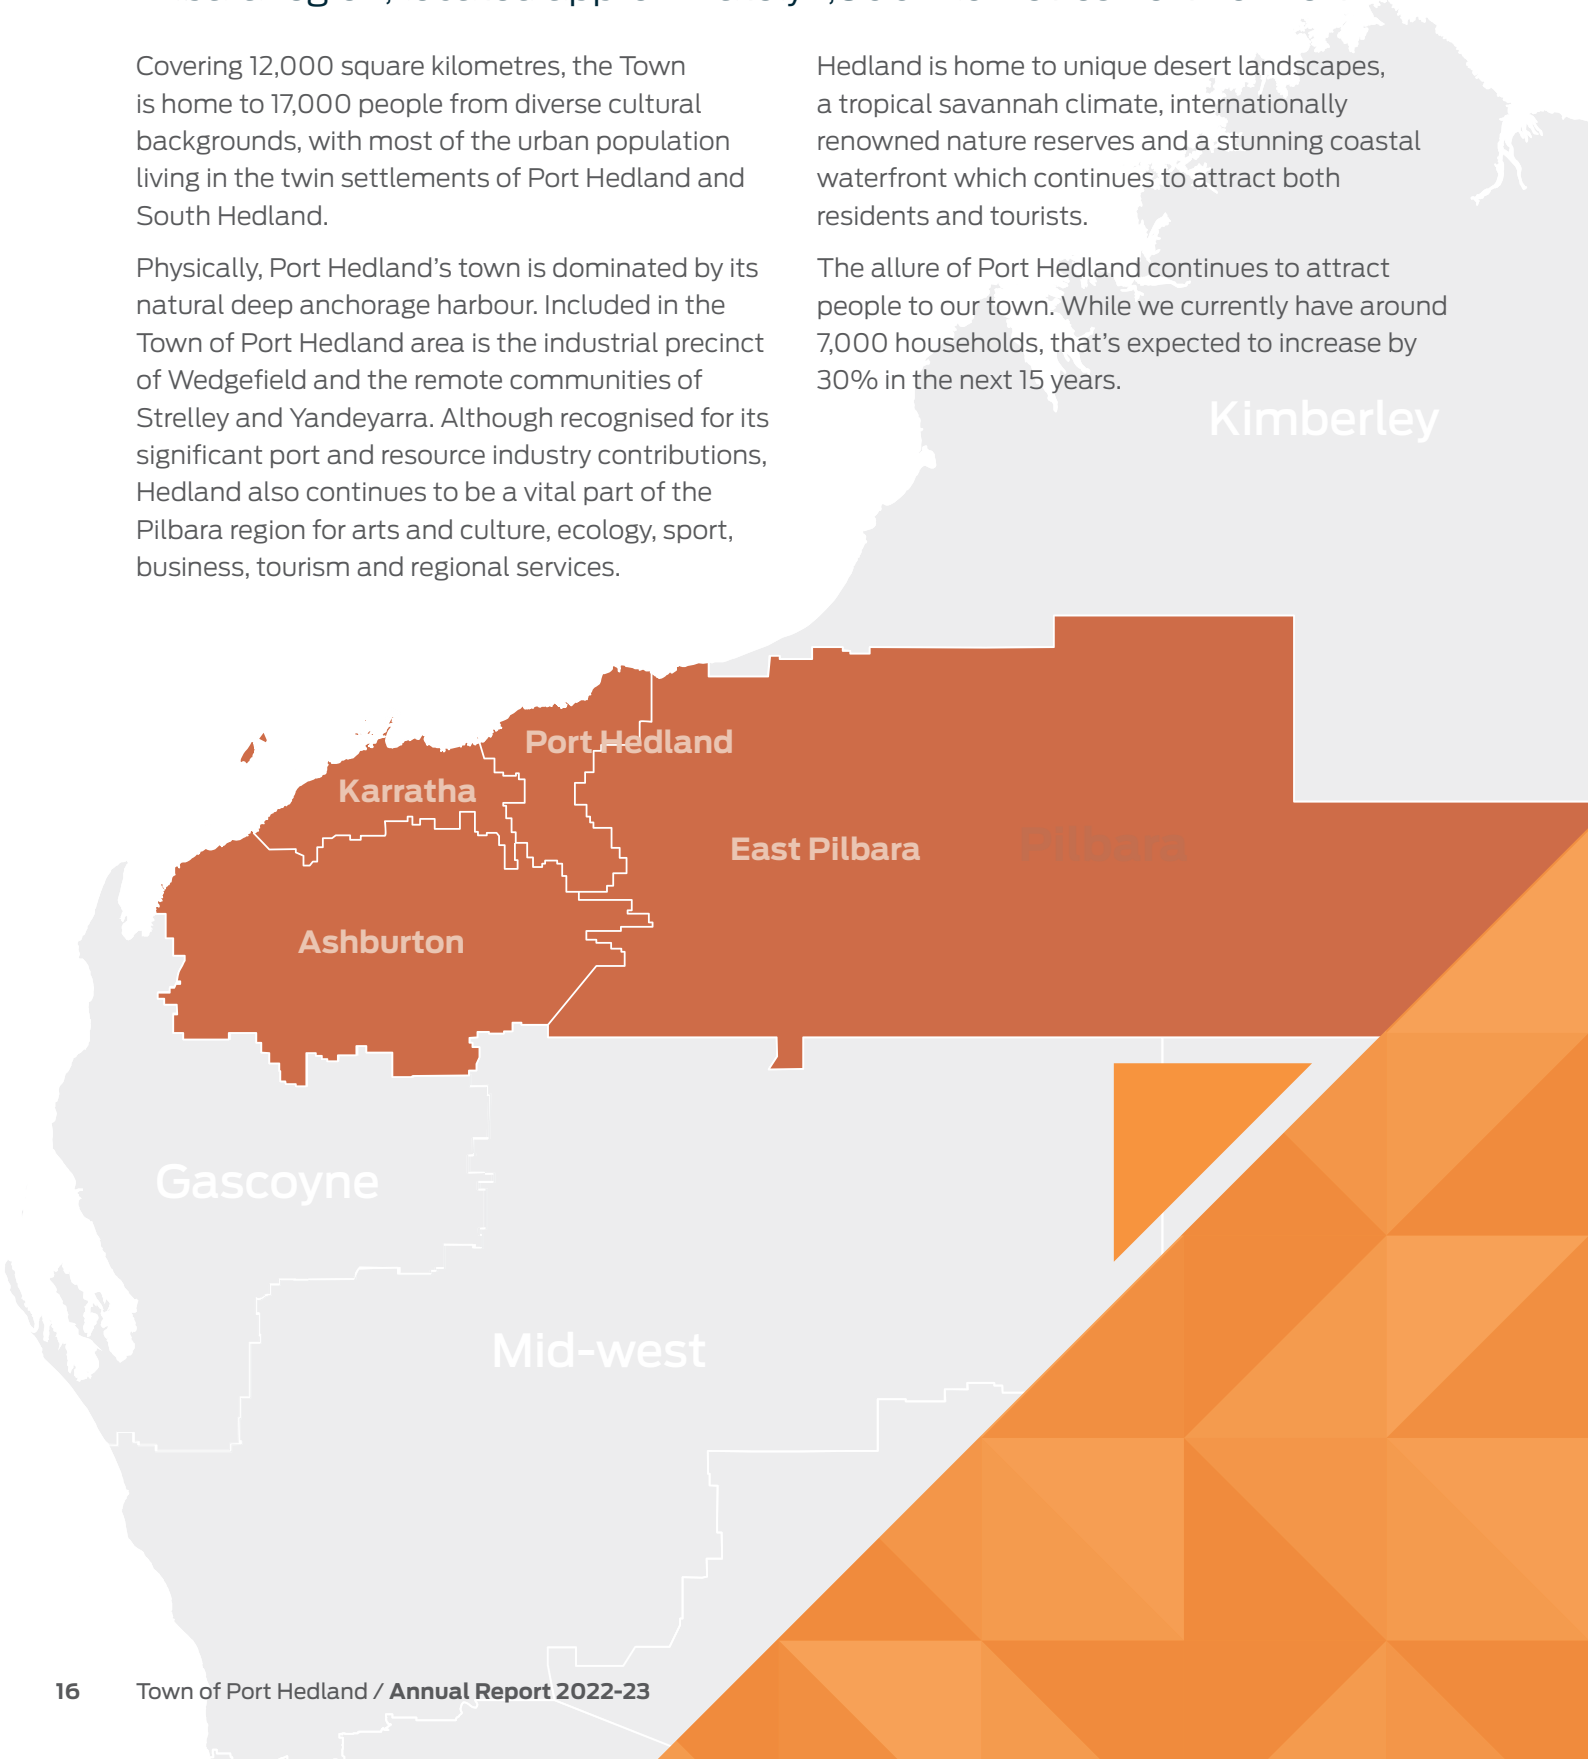 Covering 12,000 square kilometres, the Town
is home to 17,000 people from diverse cultural
backgrounds, with most of the urban population
living in the twin settlements of Port Hedland and
South Hedland.
Physically, Port Hedland’s town is dominated by its
natural deep anchorage harbour. Included in the
Town of Port Hedland area is the industrial precinct
of Wedgefield and the remote communities of
Strelley and Yandeyarra. Although recognised for its
significant port and resource industry contributions,
Hedland also continues to be a vital part of the
Pilbara region for arts and culture, ecology, sport,
business, tourism and regional services.
Hedland is home to unique desert landscapes,
a tropical savannah climate, internationally
renowned nature reserves and a stunning coastal
waterfront which continues to attract both
residents and tourists.
The allure of Port Hedland continues to attract
people to our town. While we currently have around
7,000 households, that’s expected to increase by
30% in the next 15 years.
Kimberley
Port Hedland
Karratha
East Pilbara
Pilbara
Ashburton
Gascoyne
Mid-west
16 Town of Port Hedland / Annual Report 2022-23